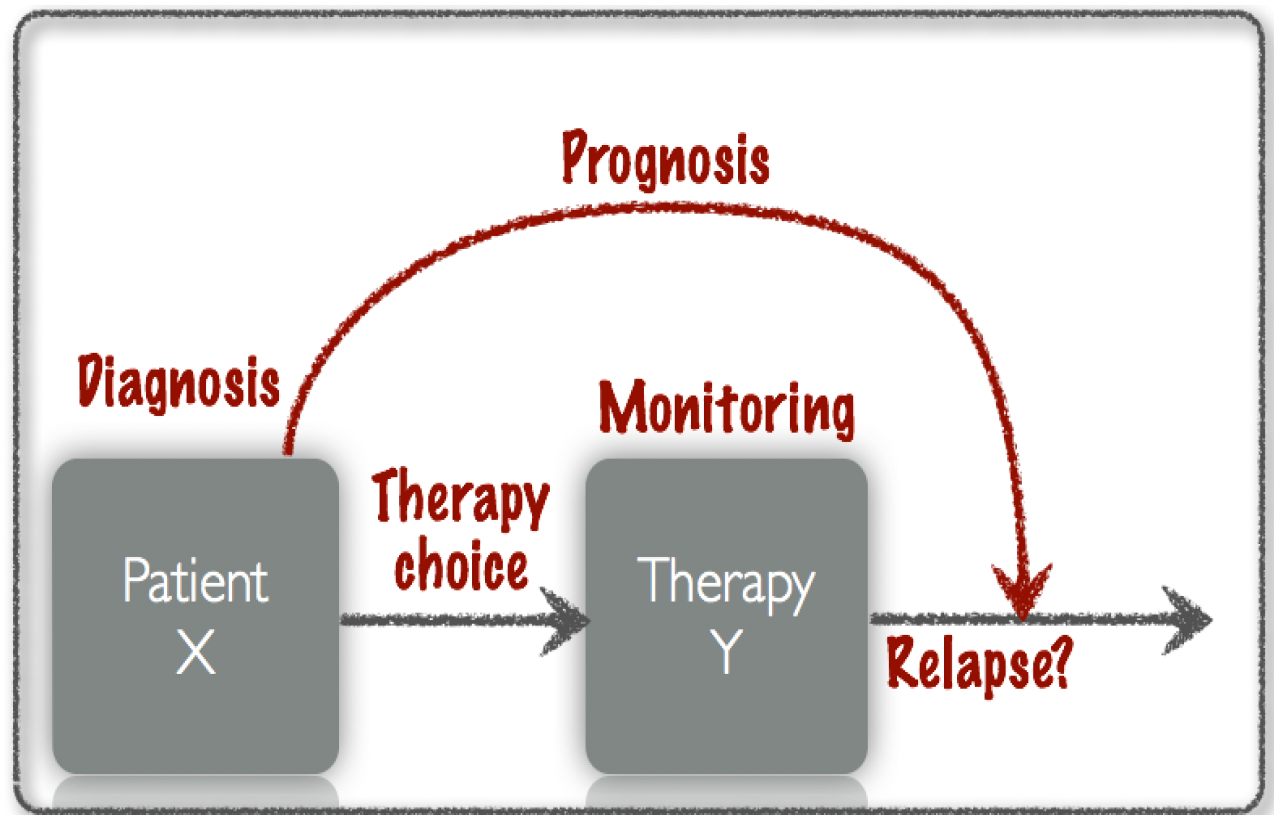 Prognosis
Diagnosis
Monitoring
Therapy
choice
Patient
X
Therapy
Y
Relapse?